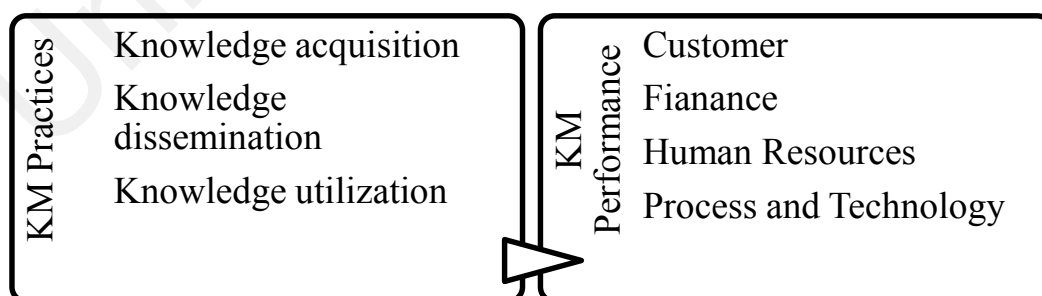 KM Practices
Knowledge acquisition
Knowledge
dissemination
Knowledge utilization
KM
Performance
Customer
Fianance
Human Resources
Process and Technology